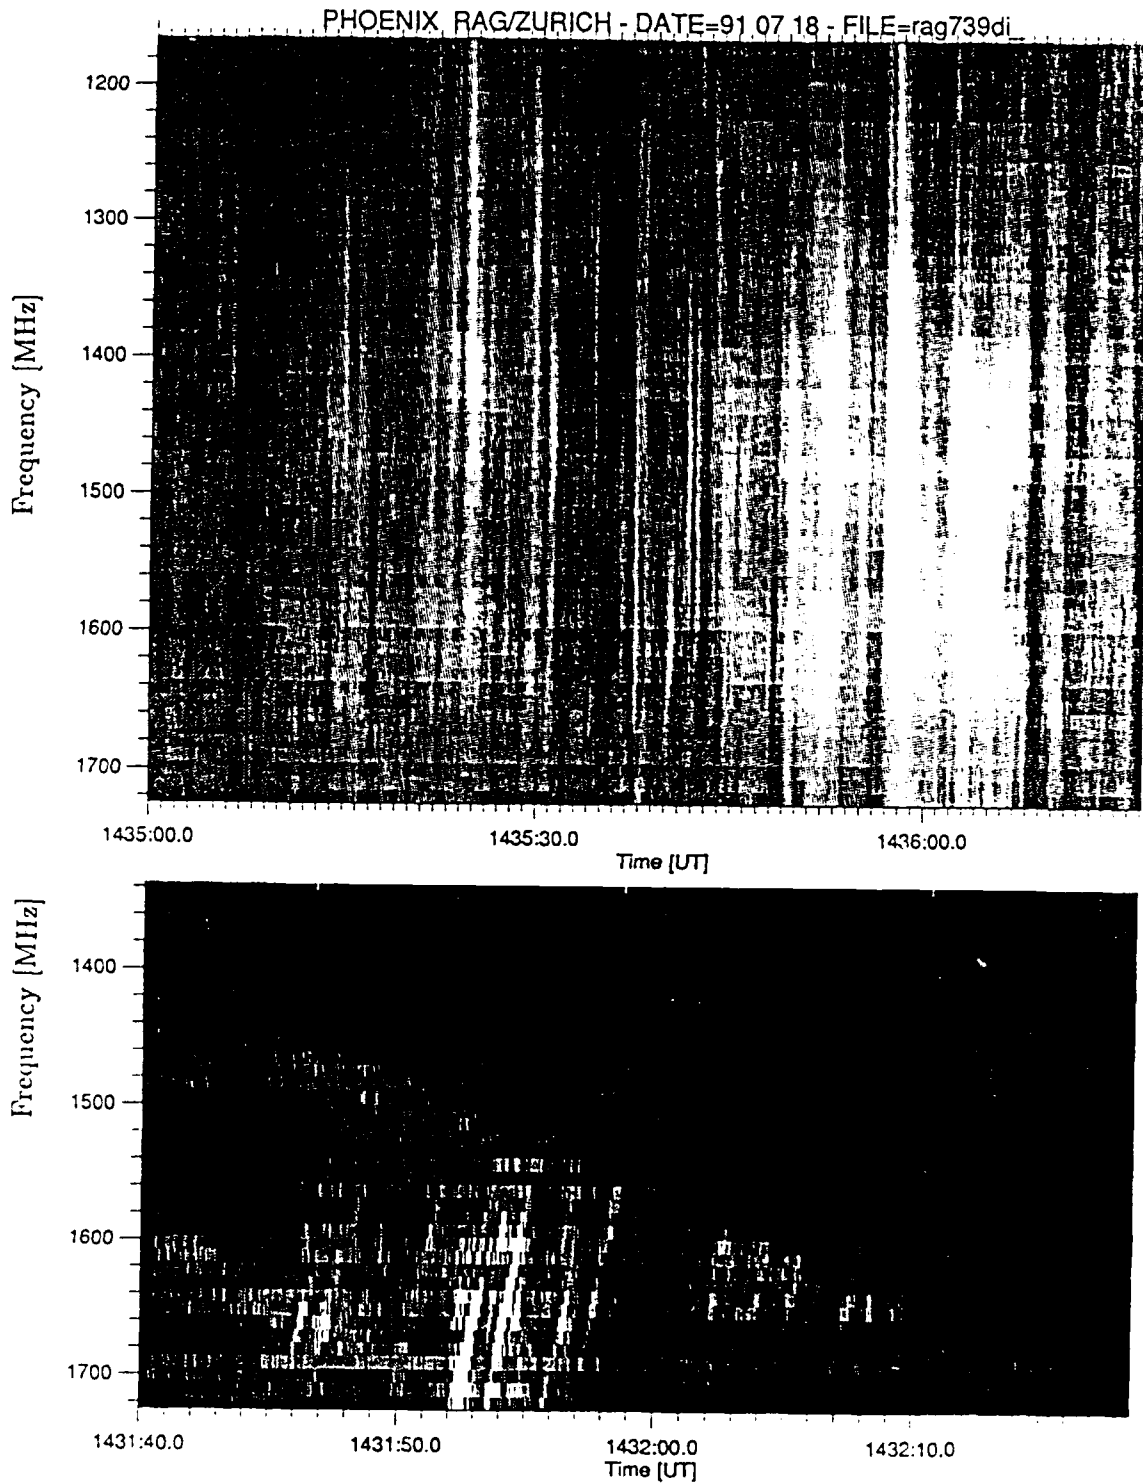 PHOENIX RAG/ZURICH - DATE=91 07 18 - FILE=rag739di_
Frequency [MHz]
1200
1300
1400
1500
1600
1700
1435:00.0 1435:30.0 1436:00.0
Time [UT]
Frequency [MHz]
1400
1500
1600
1700
1431:40.0 1431:50.0 1432:00.0 1432:10.0
Time [UT]